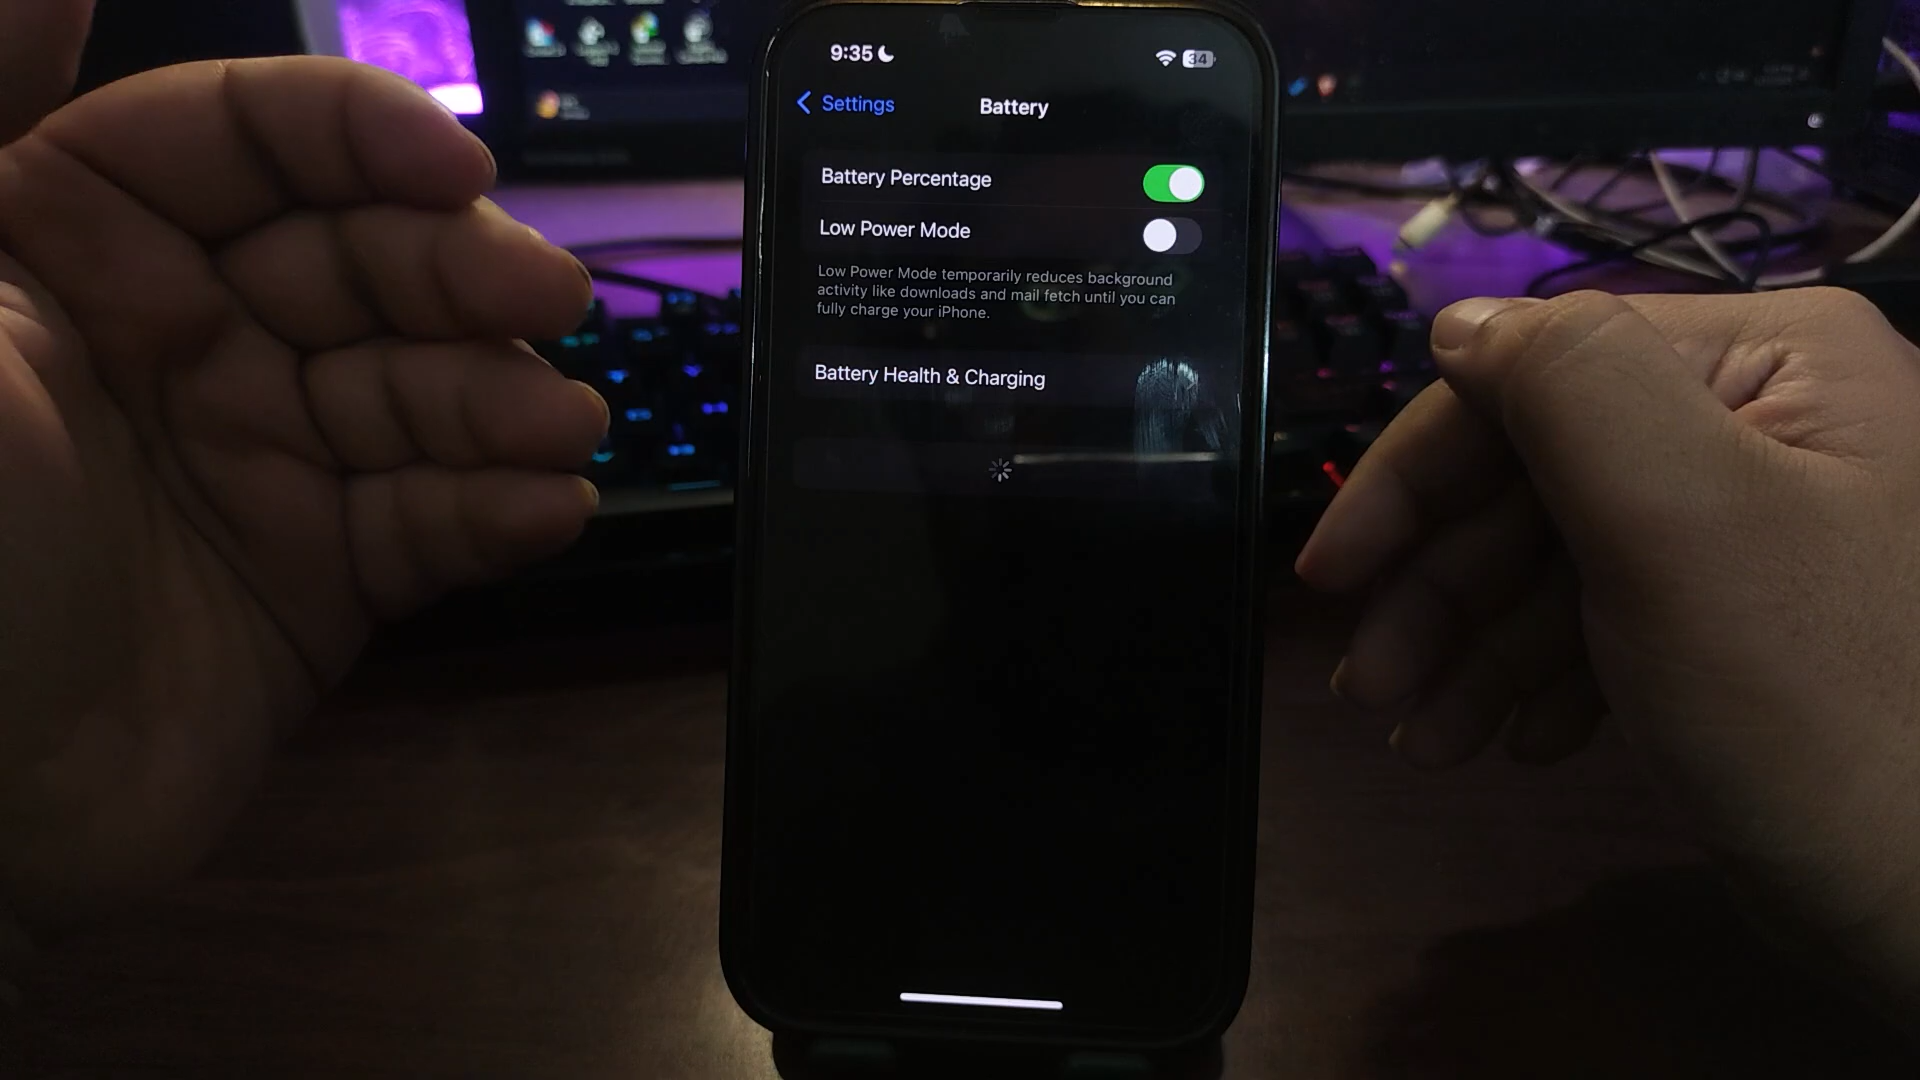 9:35
34
Settings
Battery
Battery Percentage
Low Power Mode
Low Power Mode temporarily reduces background
activity like downloads and mail fetch until you can
fully charge your iPhone.
Battery Health & Charging